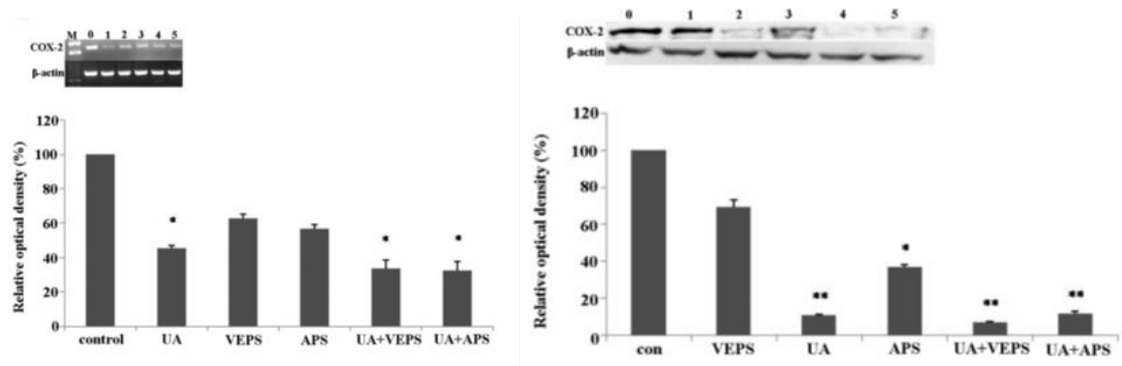 M 0 1 2 3 4 5
COX-2
β-actin
Relative optical density (%)
120
100
80
60
40
20
0
*
*
*
control UA VEPS APS UA+VEPS UA+APS
0 1 2 3 4 5
COX-2
β-actin
Relative optical density (%)
120
100
80
60
40
20
0
**
*
**
**
con VEPS UA APS UA+VEPS UA+APS